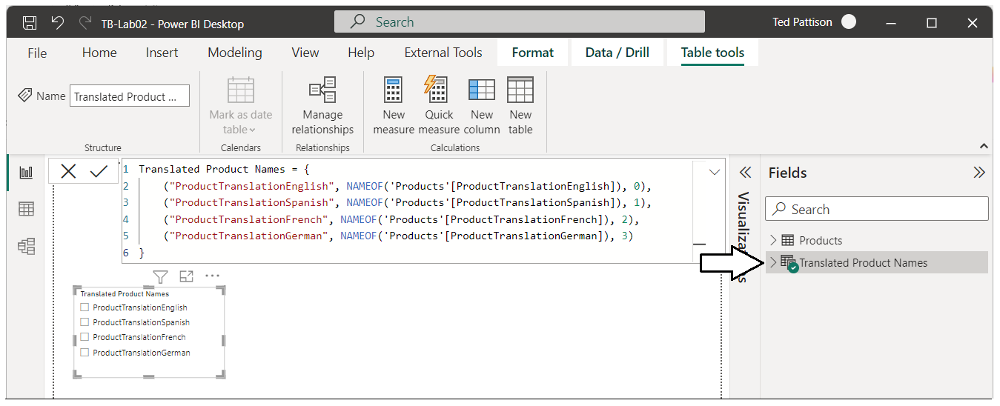 TB-Lab02 - Power BI Desktop
Search
Ted Pattison
File Home Insert Modeling View Help External Tools Format Data / Drill Table tools
Name Translated Product ...
Mark as date table
Manage relationships
New measure
Quick measure
New column
New table
Structure Calendars Relationships Calculations
1 Translated Product Names = {
2 ("ProductTranslationEnglish", NAMEOF('Products'[ProductTranslationEnglish]), 0),
3 ("ProductTranslationSpanish", NAMEOF('Products'[ProductTranslationSpanish]), 1),
4 ("ProductTranslationFrench", NAMEOF('Products'[ProductTranslationFrench]), 2),
5 ("ProductTranslationGerman", NAMEOF('Products'[ProductTranslationGerman]), 3)
6 }
Translated Product Names
ProductTranslationEnglish
ProductTranslationSpanish
ProductTranslationFrench
ProductTranslationGerman
Fields
Search
Products
Translated Product Names